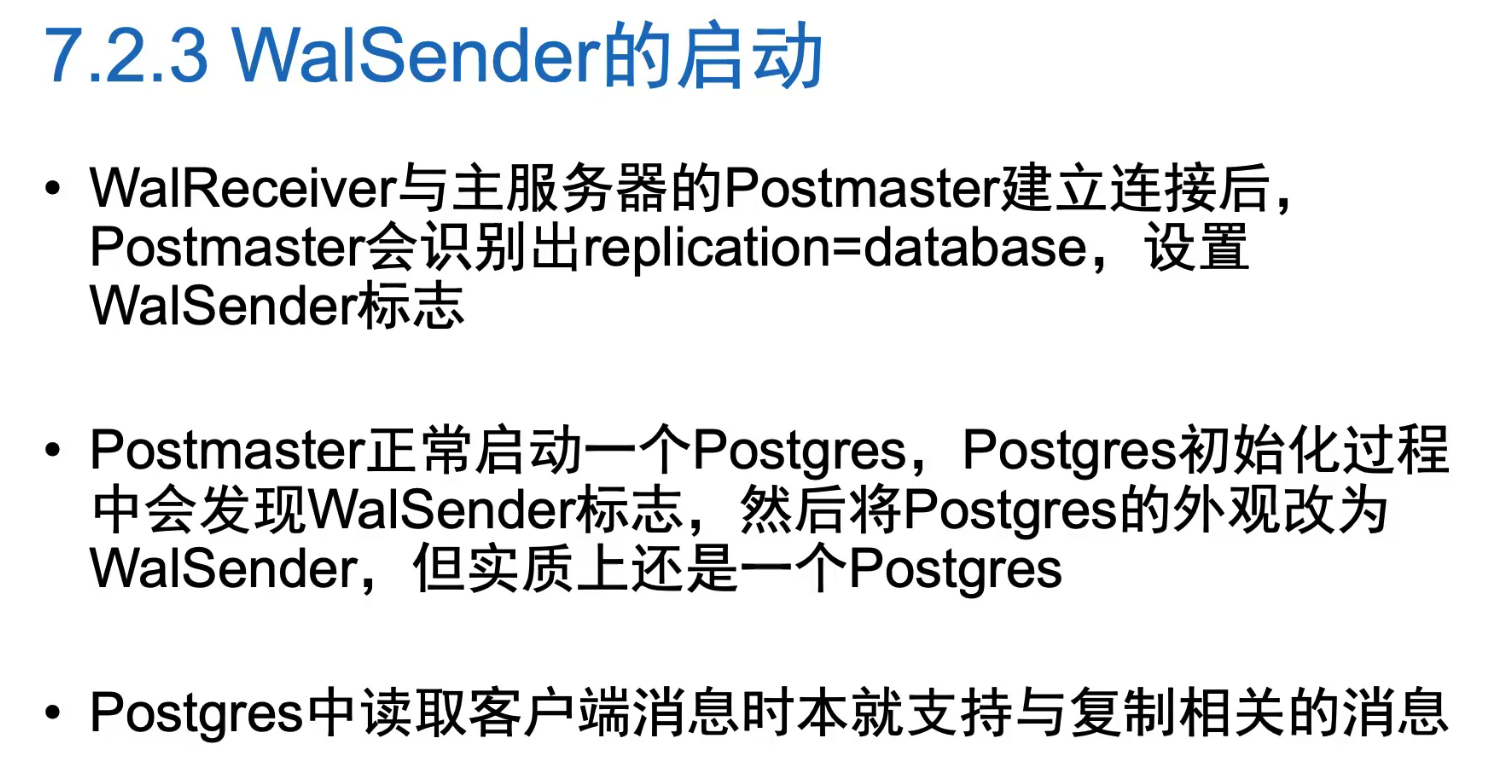 7.2.3 WalSender的启动
• WalReceiver与主服务器的Postmaster建立连接后，
Postmaster会识别出replication=database，设置
WalSender标志
• Postmaster正常启动一个Postgres，Postgres初始化过程
中会发现WalSender标志，然后将Postgres的外观改为
WalSender，但实质上还是一个Postgres
• Postgres中读取客户端消息时本就支持与复制相关的消息